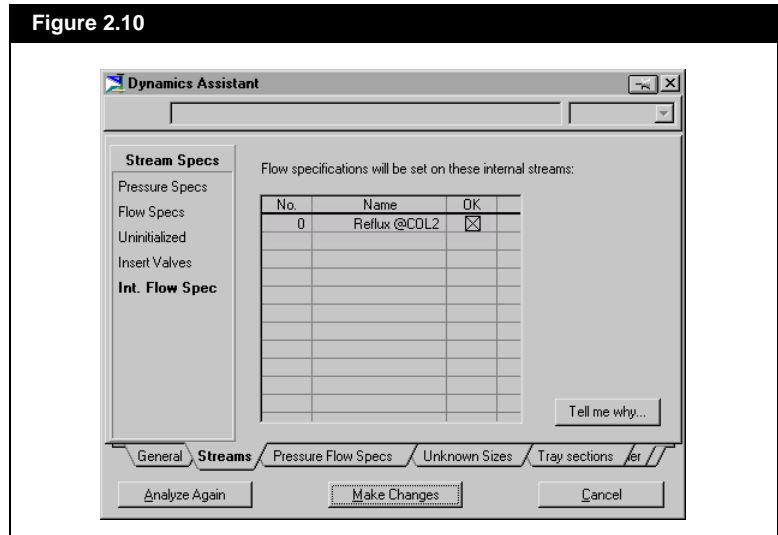 Figure 2.10
Dynamics Assistant
Stream Specs
Pressure Specs
Flow Specs
Uninitialized
Insert Valves
Int. Flow Spec
Flow specifications will be set on these internal streams:
No. Name OK
0 Reflux @COL2
Tell me why...
General Streams Pressure Flow Specs Unknown Sizes Tray sections
Analyze Again Make Changes Cancel